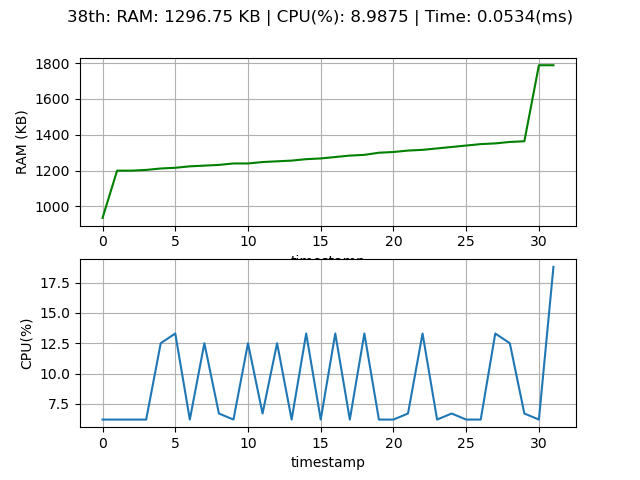 38th: RAM: 1296.75 KB | CPU(%): 8.9875 | Time: 0.0534(ms)
1800
1600
1400
1200
1000
RAM (KB)
0 5 10 15 20 25 30
timestamp
17.5
15.0
12.5
10.0
7.5
CPU(%)
0 5 10 15 20 25 30
timestamp